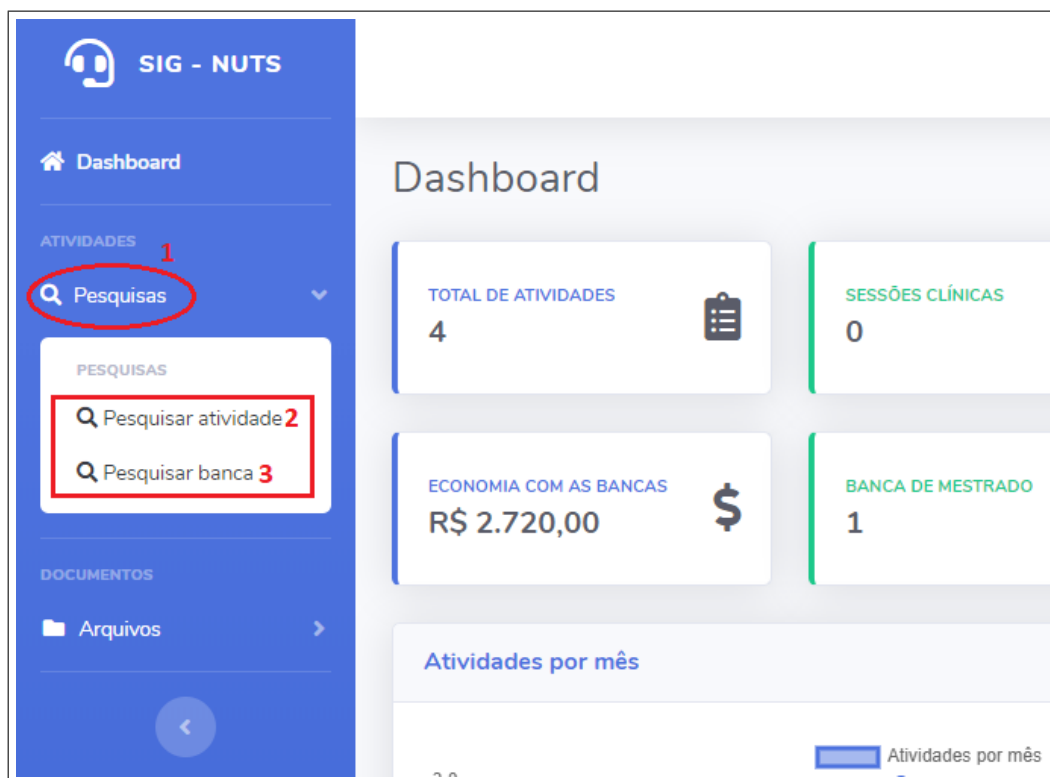 SIG - NUTS
Dashboard
ATIVIDADES
1
Pesquisas
PESQUISAS
Pesquisar atividade 2
Pesquisar banca 3
DOCUMENTOS
Arquivos
Dashboard
TOTAL DE ATIVIDADES
4
SESSÕES CLÍNICAS
0
ECONOMIA COM AS BANCAS
R$ 2.720,00
$
BANCA DE MESTRADO
1
Atividades por mês
Atividades por mês